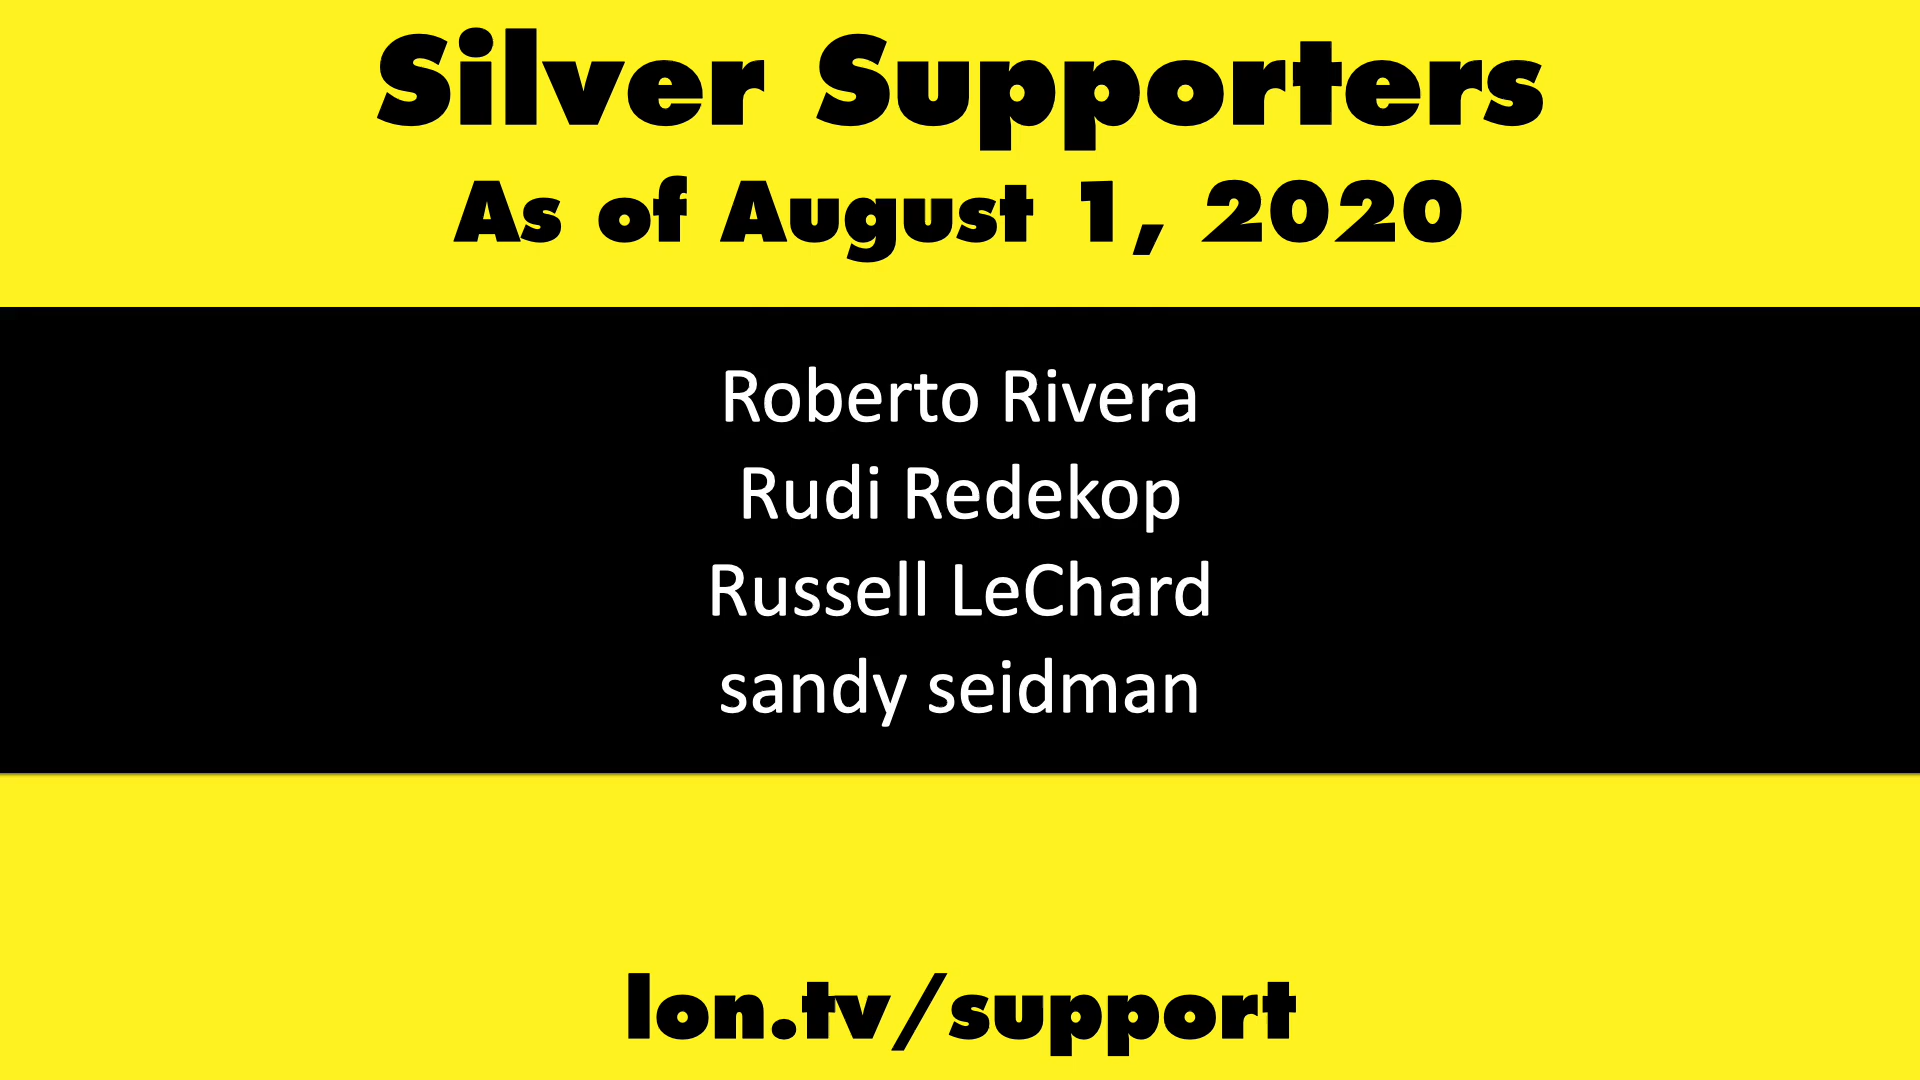 Silver Supporters
As of August 1, 2020
Roberto Rivera
Rudi Redekop
Russell LeChard
sandy seidman
lon.tv/support